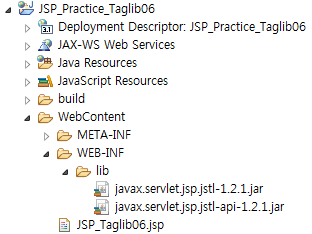 JSP_Practice_Taglib06
Deployment Descriptor: JSP_Practice_Taglib06
JAX-WS Web Services
Java Resources
JavaScript Resources
build
WebContent
META-INF
WEB-INF
lib
javax.servlet.jsp.jstl-1.2.1.jar
javax.servlet.jsp.jstl-api-1.2.1.jar
JSP_Taglib06.jsp